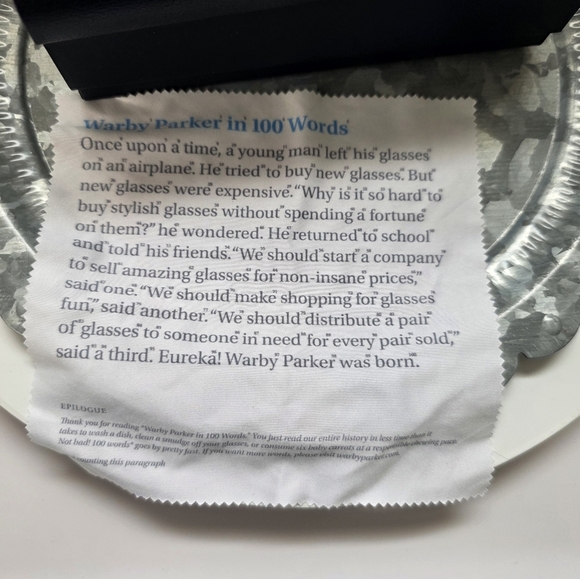 Warby Parker in 100 Words
Once upon a time, a young man left his glasses
on an airplane. He tried to buy new glasses. But
new glasses were expensive. “Why is it so hard to
buy stylish glasses without spending a fortune
on them?” he wondered. He returned to school
and told his friends. “We should start a company
to sell amazing glasses for non-insane prices,”
said one. “We should make shopping for glasses
fun,” said another. “We should distribute a pair
of glasses to someone in need for every pair sold,”
said a third. Eureka! Warby Parker was born.
EPILOGUE
Thank you for reading “Warby Parker in 100 Words.” You just read our entire history in less time than it
takes to wash a dish, clean a smudge off your glasses, or consume six baby carrots at a responsible chewing pace.
Not bad! 100 words* goes by pretty fast. If you want more words, please visit warbyparker.com.
counting this paragraph